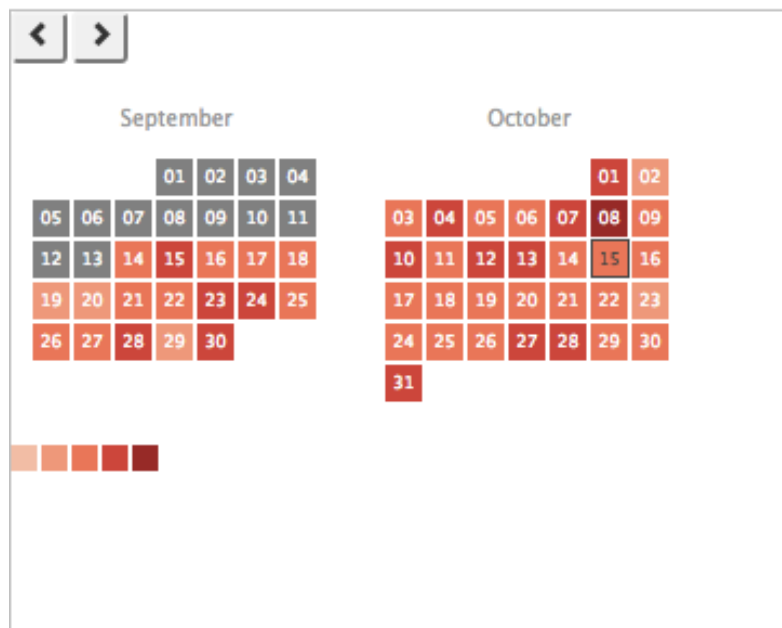 < >
September
01 02 03 04
05 06 07 08 09 10 11
12 13 14 15 16 17 18
19 20 21 22 23 24 25
26 27 28 29 30
October
01 02
03 04 05 06 07 08 09
10 11 12 13 14 15 16
17 18 19 20 21 22 23
24 25 26 27 28 29 30
31